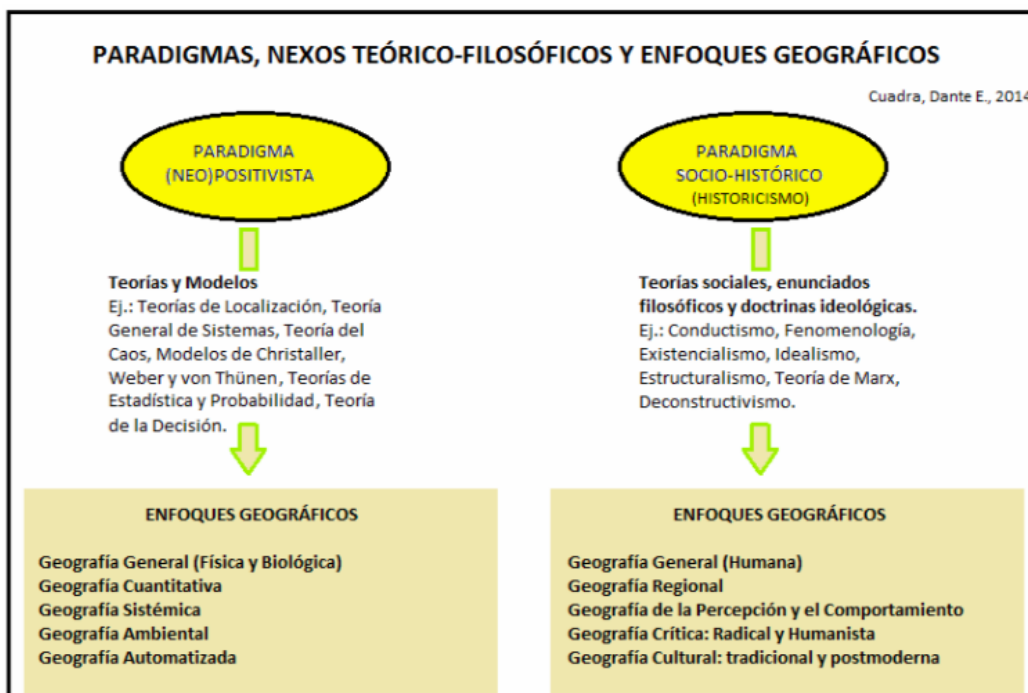 PARADIGMAS, NEXOS TEÓRICO-FILOSÓFICOS Y ENFOQUES GEOGRÁFICOS
Cuadra, Dante E., 2014
PARADIGMA
(NEO)POSITIVISTA
Teorías y Modelos
Ej.: Teorías de Localización, Teoría
General de Sistemas, Teoría del
Caos, Modelos de Christaller,
Weber y von Thünen, Teorías de
Estadística y Probabilidad, Teoría
de la Decisión.
ENFOQUES GEOGRÁFICOS
Geografía General (Física y Biológica)
Geografía Cuantitativa
Geografía Sistémica
Geografía Ambiental
Geografía Automatizada
PARADIGMA
SOCIO-HISTÓRICO
(HISTORICISMO)
Teorías sociales, enunciados
filosóficos y doctrinas ideológicas.
Ej.: Conductismo, Fenomenología,
Existencialismo, Idealismo,
Estructuralismo, Teoría de Marx,
Deconstructivismo.
ENFOQUES GEOGRÁFICOS
Geografía General (Humana)
Geografía Regional
Geografía de la Percepción y el Comportamiento
Geografía Crítica: Radical y Humanista
Geografía Cultural: tradicional y postmoderna